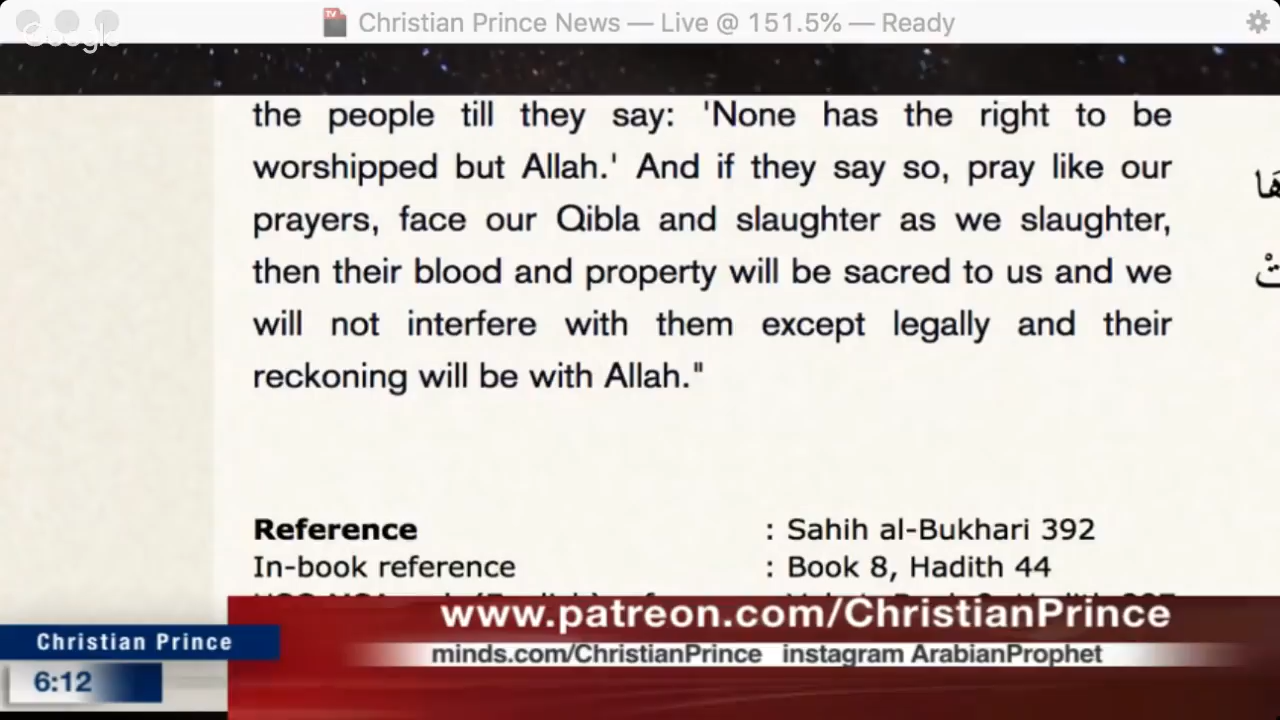 Christian Prince News — Live @ 151.5% — Ready
Google
the people till they say: 'None has the right to be
worshipped but Allah.' And if they say so, pray like our
prayers, face our Qibla and slaughter as we slaughter,
then their blood and property will be sacred to us and we
will not interfere with them except legally and their
reckoning will be with Allah."
Reference : Sahih al-Bukhari 392
In-book reference : Book 8, Hadith 44
www.patreon.com/ChristianPrince
Christian Prince
minds.com/ChristianPrince instagram ArabianProphet
6:12